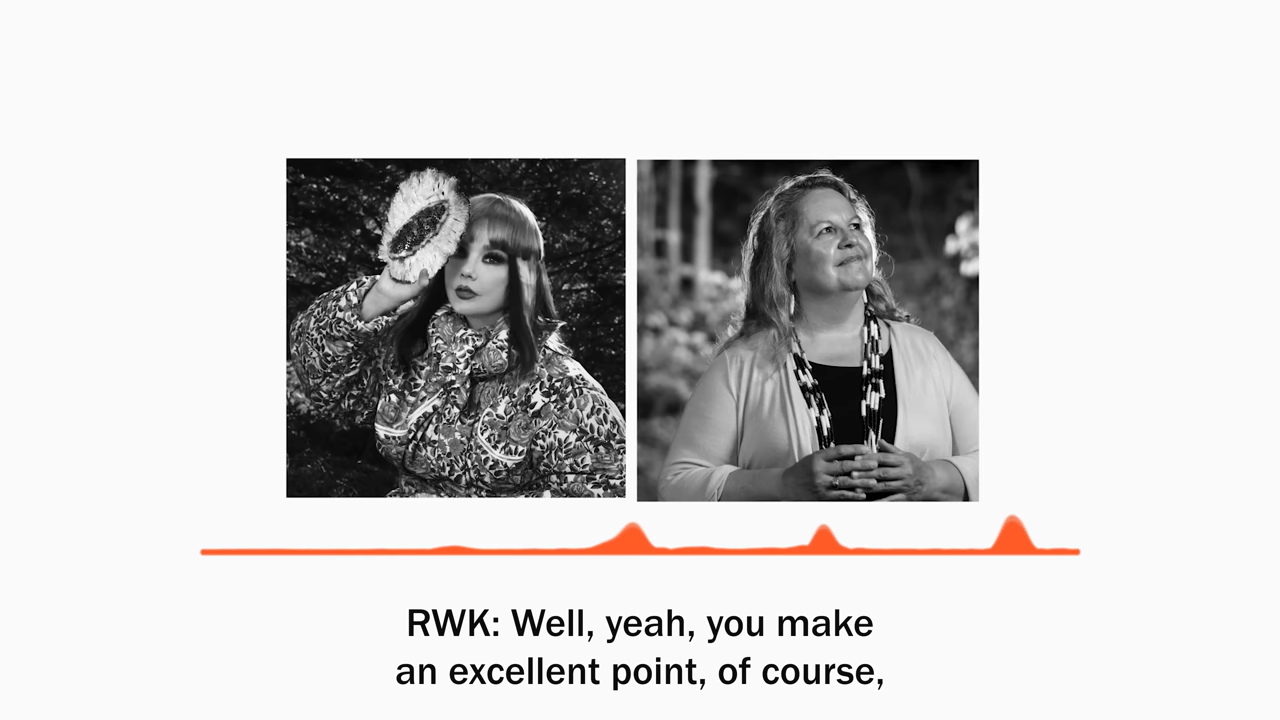 RWK: Well, yeah, you make
an excellent point, of course,